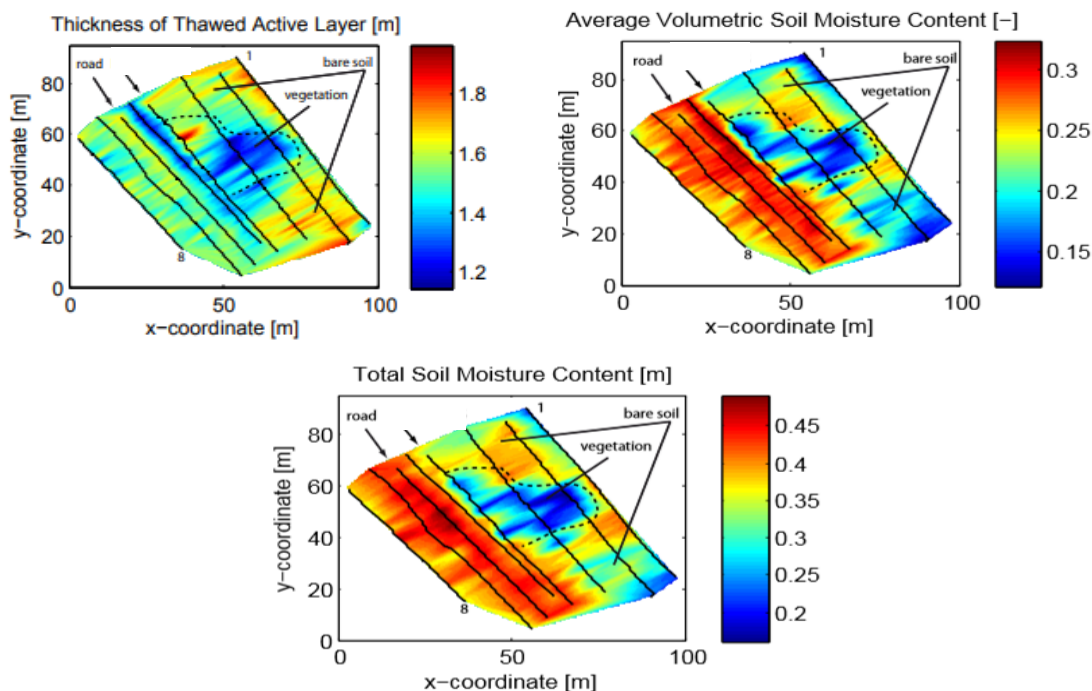 Thickness of Thawed Active Layer [m]
road
1
bare soil
vegetation
8
y−coordinate [m]
80
60
40
20
0
0
50
100
x−coordinate [m]
1.8
1.6
1.4
1.2
Average Volumetric Soil Moisture Content [−]
road
1
bare soil
vegetation
8
y−coordinate [m]
80
60
40
20
0
0
50
100
x−coordinate [m]
0.3
0.25
0.2
0.15
Total Soil Moisture Content [m]
road
1
bare soil
vegetation
8
y−coordinate [m]
80
60
40
20
0
0
50
100
x−coordinate [m]
0.45
0.4
0.35
0.3
0.25
0.2